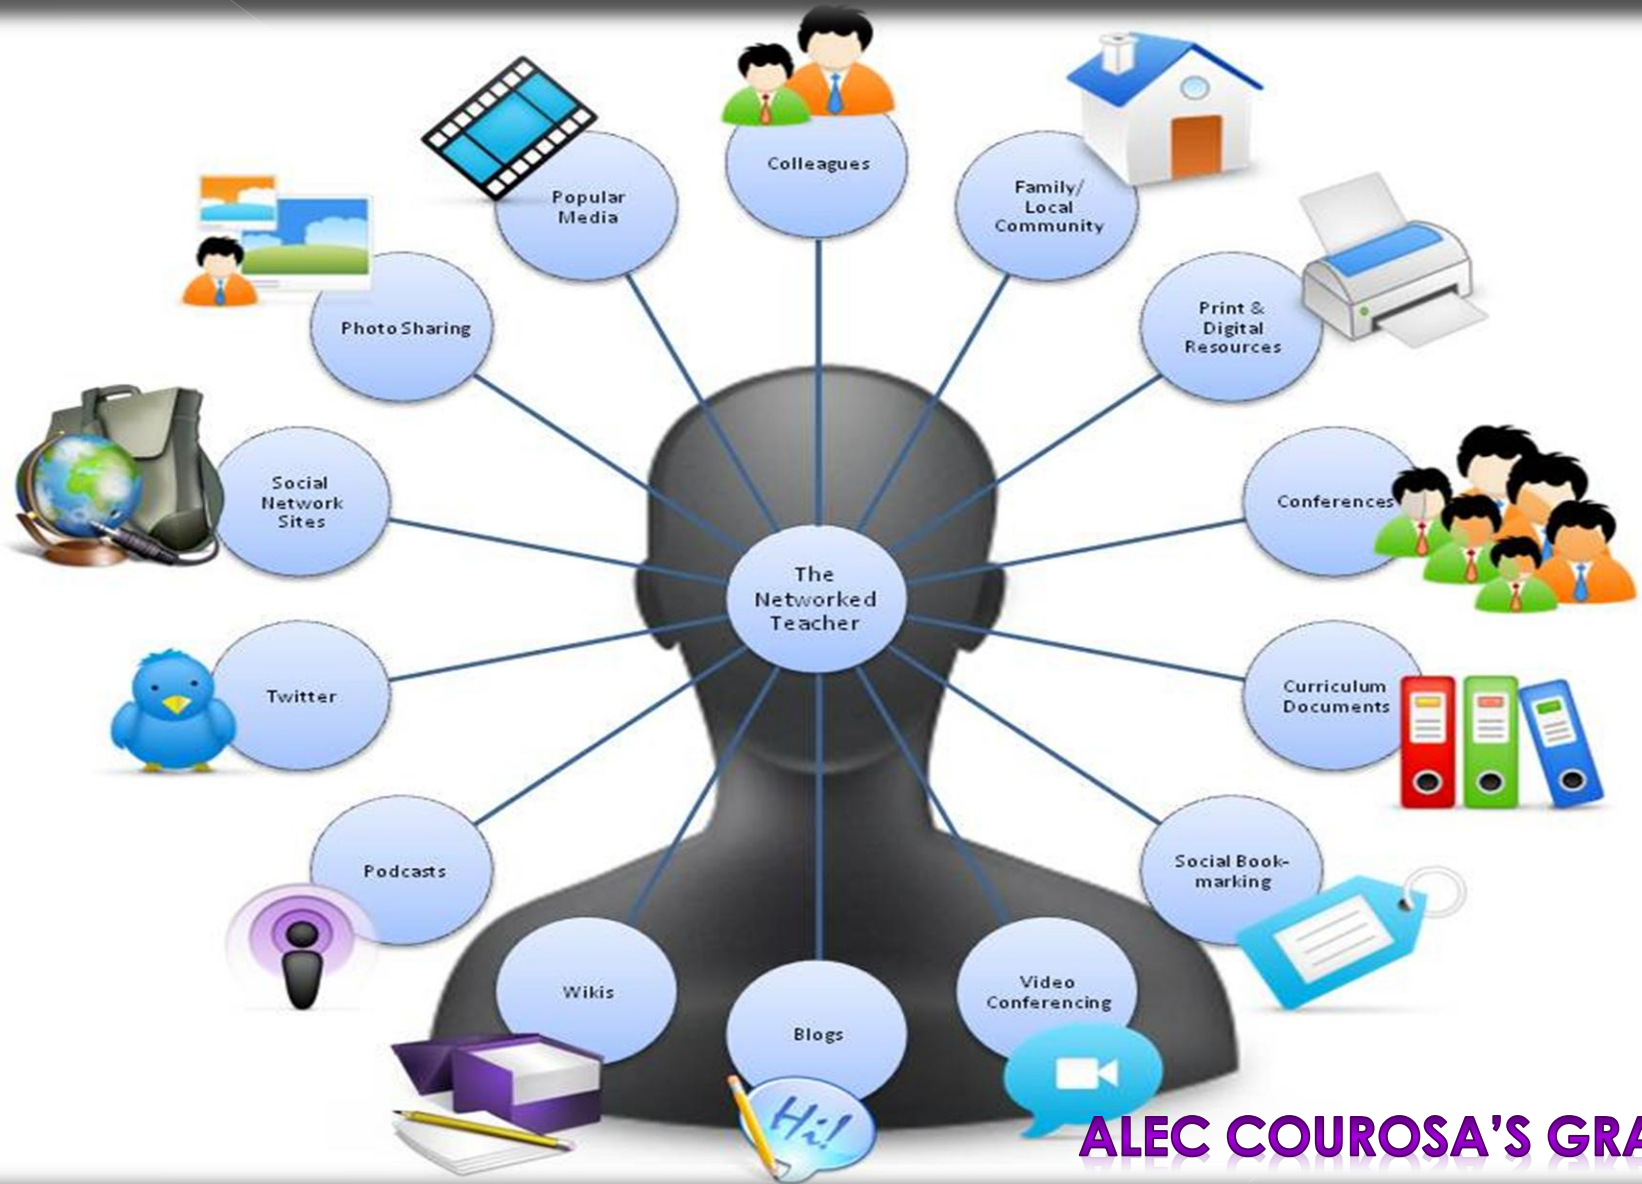 Colleagues
Family/
Local
Community
Print &
Digital
Resources
Conferences
Curriculum
Documents
Social Book-
marking
Video
Conferencing
Blogs
Hi!
Wikis
Podcasts
Twitter
Social
Network
Sites
Photo Sharing
Popular
Media
The
Networked
Teacher
ALEC COUROSA'S GRA